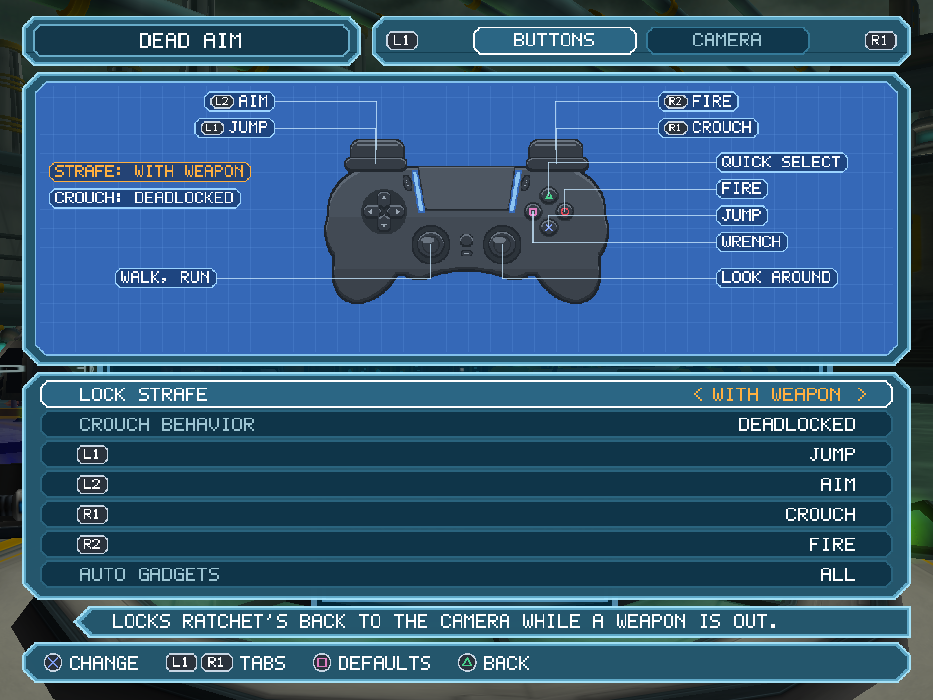 DEAD AIM
L1 BUTTONS CAMERA R1
L2 AIM
L1 JUMP
R2 FIRE
R1 CROUCH
STRAFE: WITH WEAPON
CROUCH: DEADLOCKED
QUICK SELECT
FIRE
JUMP
WRENCH
WALK, RUN
LOOK AROUND
LOCK STRAFE < WITH WEAPON >
CROUCH BEHAVIOR DEADLOCKED
L1 JUMP
L2 AIM
R1 CROUCH
R2 FIRE
AUTO GADGETS ALL
LOCKS RATCHET'S BACK TO THE CAMERA WHILE A WEAPON IS OUT.
CHANGE L1 R1 TABS DEFAULTS BACK